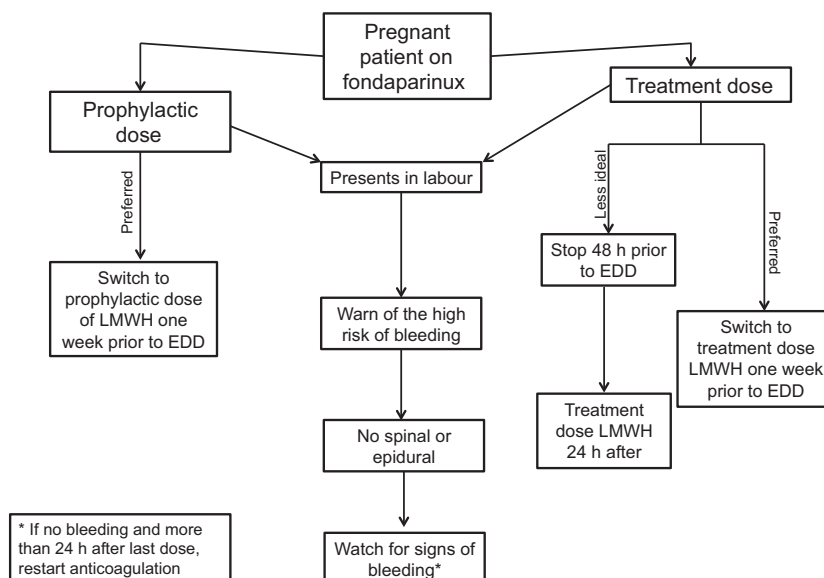 Pregnant
patient on
fondaparinux
Prophylactic
dose
Treatment dose
Presents in labour
Preferred
Less ideal
Preferred
Switch to
prophylactic dose
of LMWH one
week prior to EDD
Stop 48 h prior
to EDD
Warn of the high
risk of bleeding
Switch to
treatment dose
LMWH one week
prior to EDD
Treatment
dose LMWH
24 h after
No spinal or
epidural
* If no bleeding and more
than 24 h after last dose,
restart anticoagulation
Watch for signs of
bleeding*